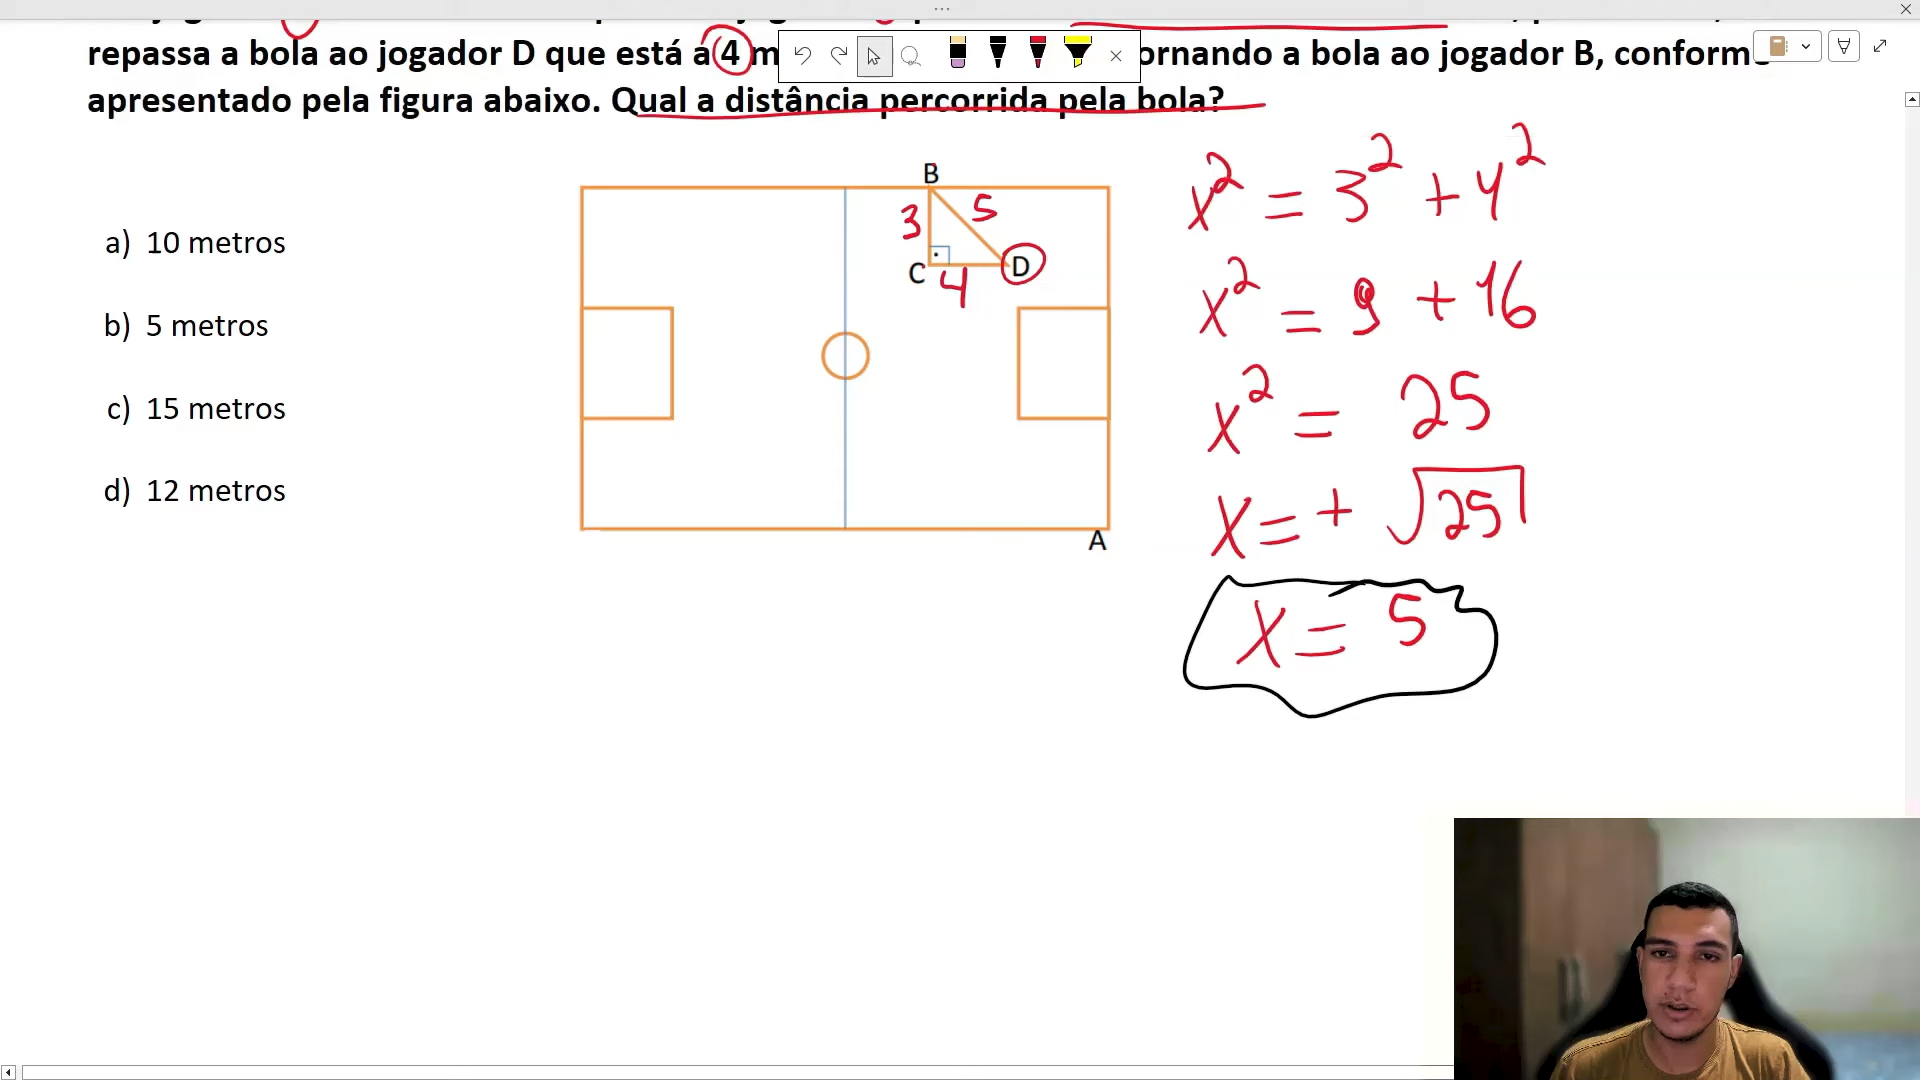 repassa a bola ao jogador D que está a 4 m
ornando a bola ao jogador B, conform
apresentado pela figura abaixo. Qual a distância percorrida pela bola?
a) 10 metros
b) 5 metros
c) 15 metros
d) 12 metros
B
3
5
C
4
D
A
x² = 3² + 4²
x² = 9 + 16
x² = 25
x = + √25
x = 5